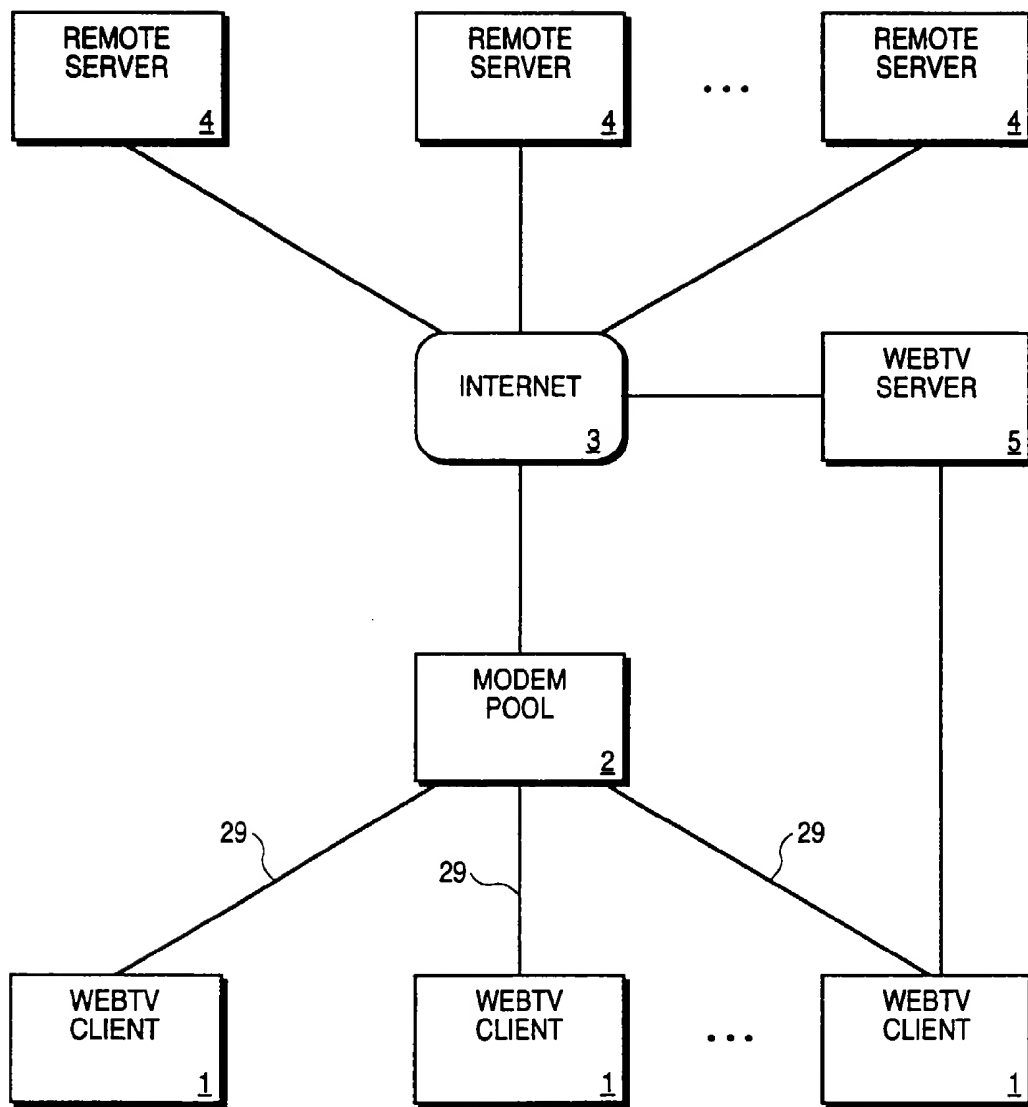 REMOTE
SERVER
4
REMOTE
SERVER
4
...
REMOTE
SERVER
4
INTERNET
3
WEBTV
SERVER
5
MODEM
POOL
2
29
29
29
WEBTV
CLIENT
1
WEBTV
CLIENT
1
...
WEBTV
CLIENT
1